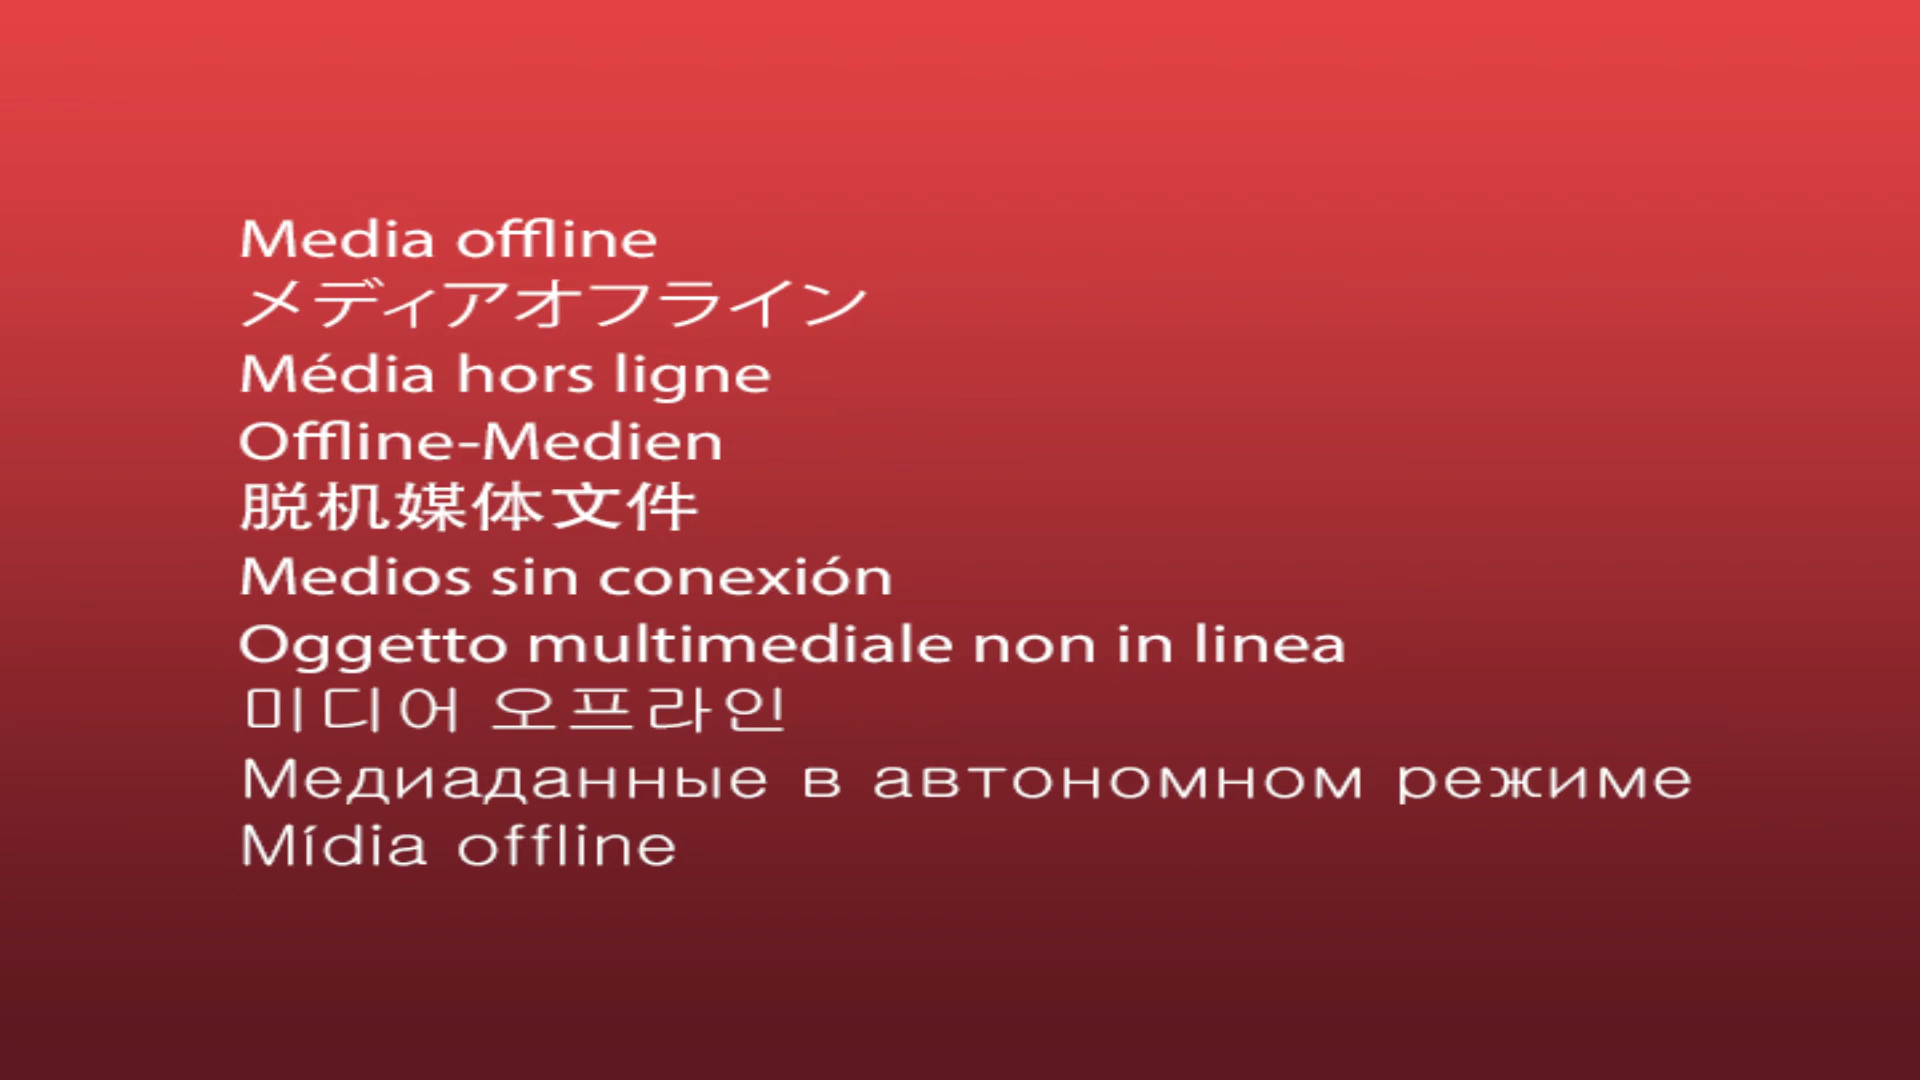 Media offline
メディアオフライン
Média hors ligne
Offline-Medien
脱机媒体文件
Medios sin conexión
Oggetto multimediale non in linea
미디어 오프라인
Медиаданные в автономном режиме
Mídia offline